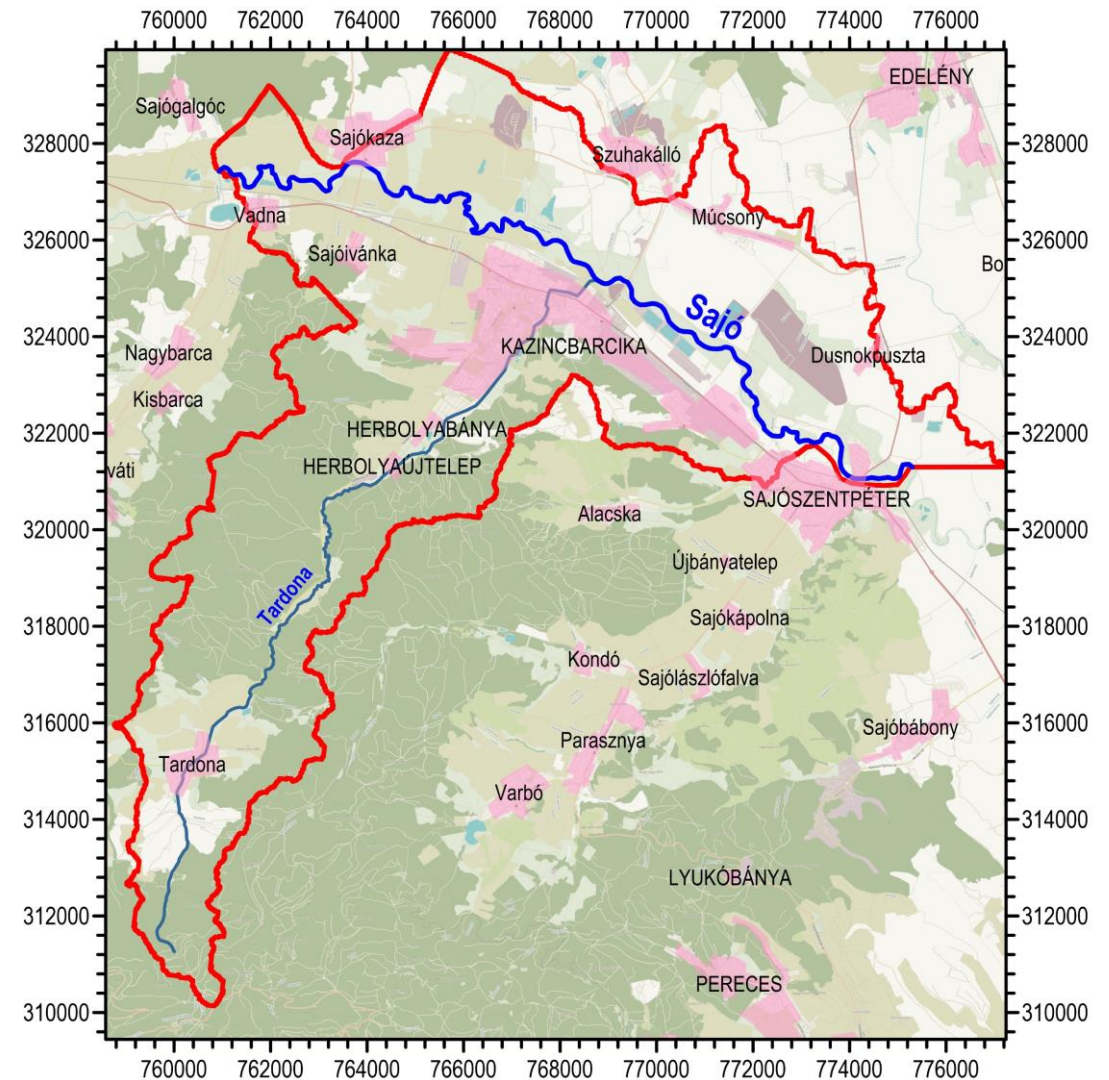 760000 762000 764000 766000 768000 770000 772000 774000 776000
EDELÉNY
Sajógalgóc
328000
Sajókaza
328000
Szuhakálló
Vadna
Múcsony
326000
326000
Sajóivánka
Bo
Sajó
324000
KAZINCBARCIKA
324000
Nagybarca
Dusnokpuszta
Kisbarca
322000
HERBOLYABÁNYA
322000
váti
HERBOLYAÚJTELEP
SAJÓSZENTPÉTER
320000
Alacska
320000
Újbányatelep
Tardona
318000
Sajókápolna
318000
Kondó
Sajólászlófalva
316000
Sajóbábony
316000
Parasznya
Tardona
Varbó
314000
314000
LYUKÓBÁNYA
312000
312000
PERECES
310000
310000
760000 762000 764000 766000 768000 770000 772000 774000 776000